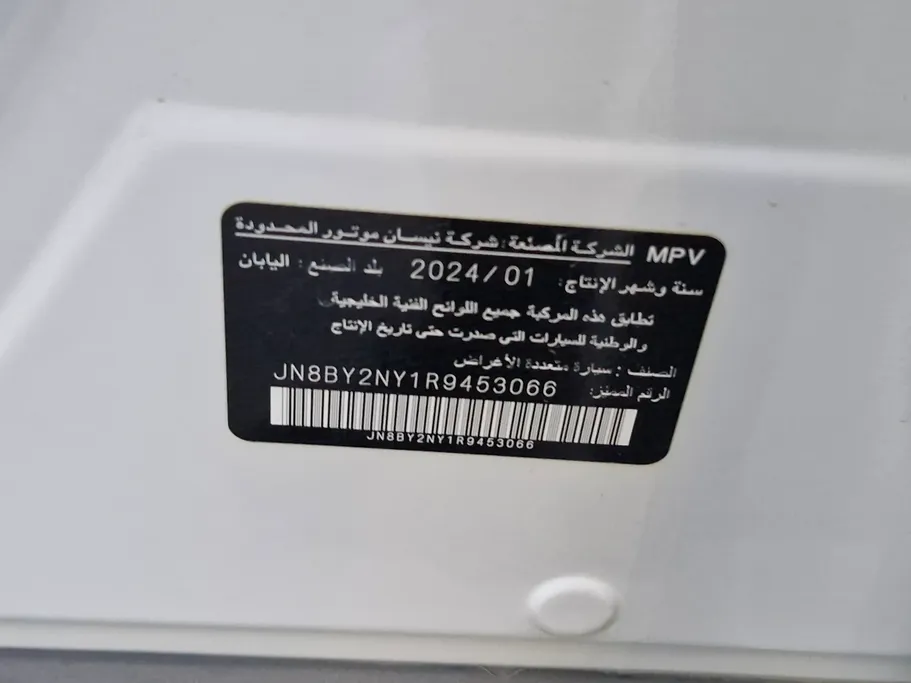 MPV الشركة المصنعة: شركة نيسان موتور المحدودة
سنة وشهر الإنتاج: 2024/01 بلد الصنع: اليابان
تطابق هذه المركبة جميع اللوائح الفنية الخليجية
والوطنية للسيارات التي صدرت حتى تاريخ الإنتاج
الصنف: سيارة متعددة الأغراض
الرقم المميز: JN8BY2NY1R9453066
JN8BY2NY1R9453066